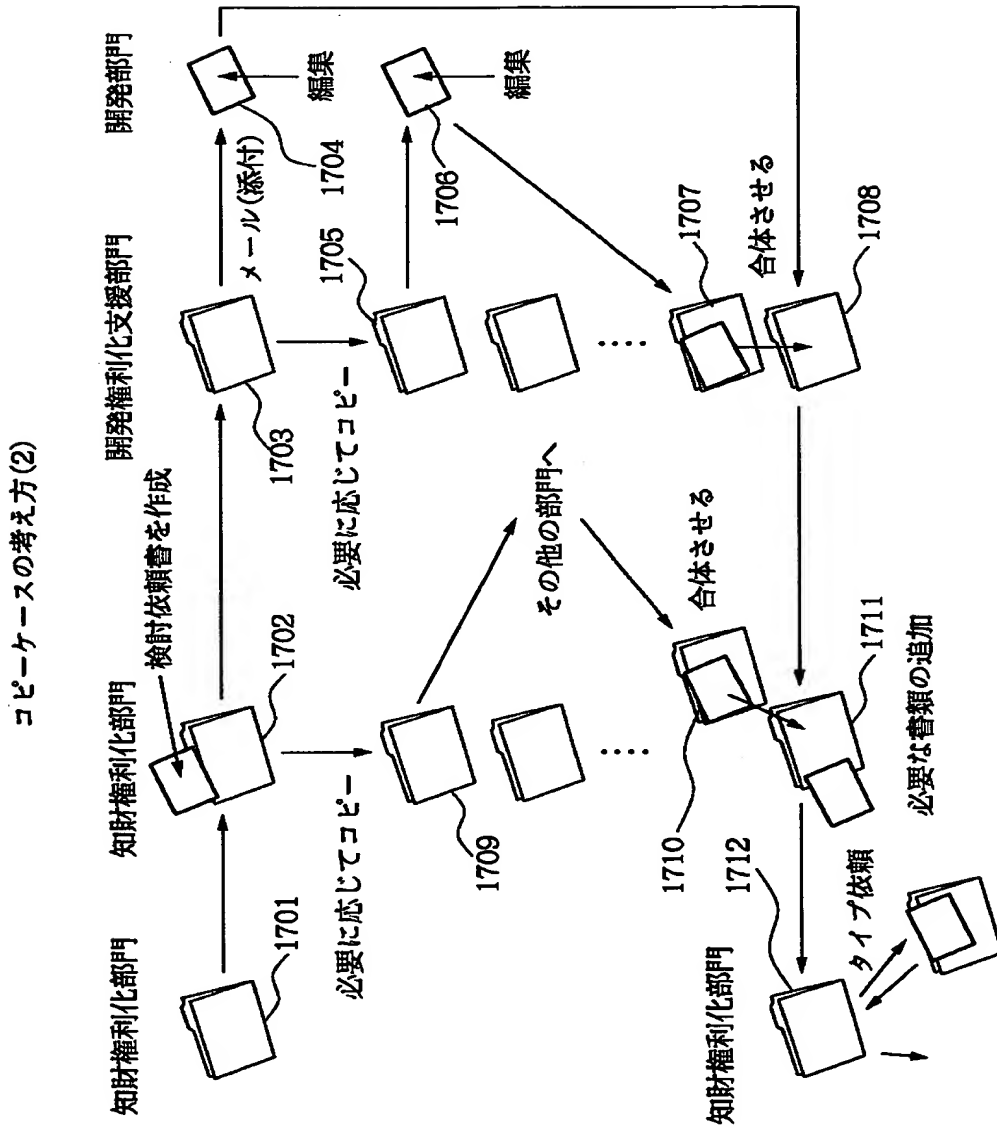 コピーケースの考え方(2)
知財権利化部門
知財権利化部門
開発権利化支援部門
開発部門
検討依頼書を作成
1701
1702
1703
メール(添付)
1704
編集
必要に応じてコピー
必要に応じてコピー
1705
1706
編集
1709
その他の部門へ
1707
合体させる
合体させる
1710
1708
1711
必要な書類の追加
知財権利化部門
1712
タイプ依頼